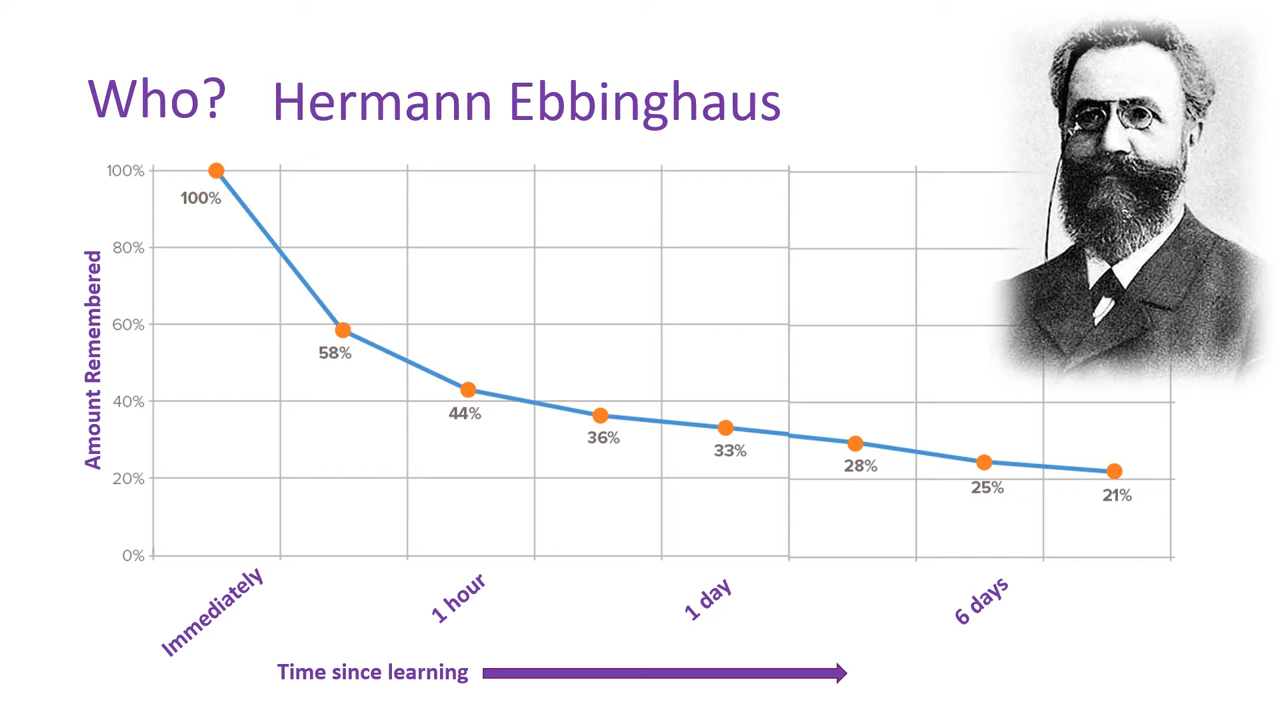 Who? Hermann Ebbinghaus
100%
80%
60%
40%
20%
0%
Amount Remembered
100%
58%
44%
36%
33%
28%
25%
21%
Immediately
1 hour
1 day
6 days
Time since learning